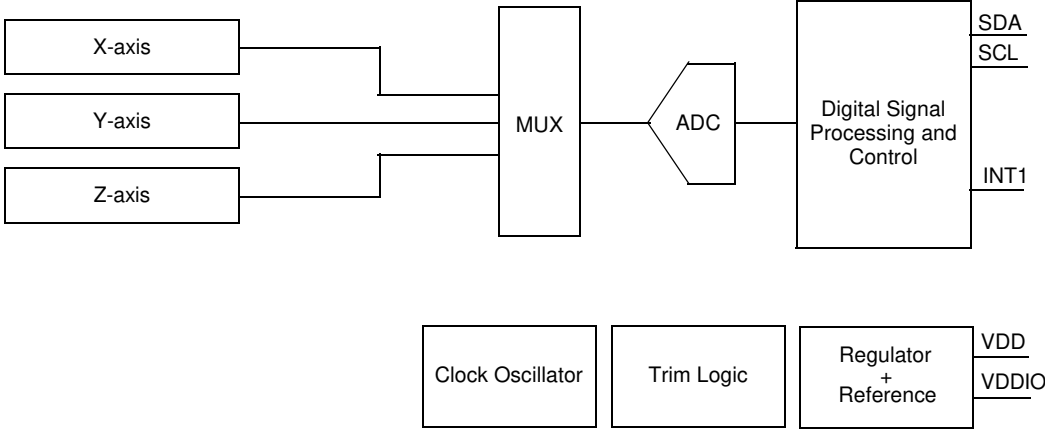 X-axis
Y-axis
Z-axis
MUX
ADC
Digital Signal
Processing and
Control
SDA
SCL
INT1
Clock Oscillator
Trim Logic
Regulator
+
Reference
VDD
VDDIO